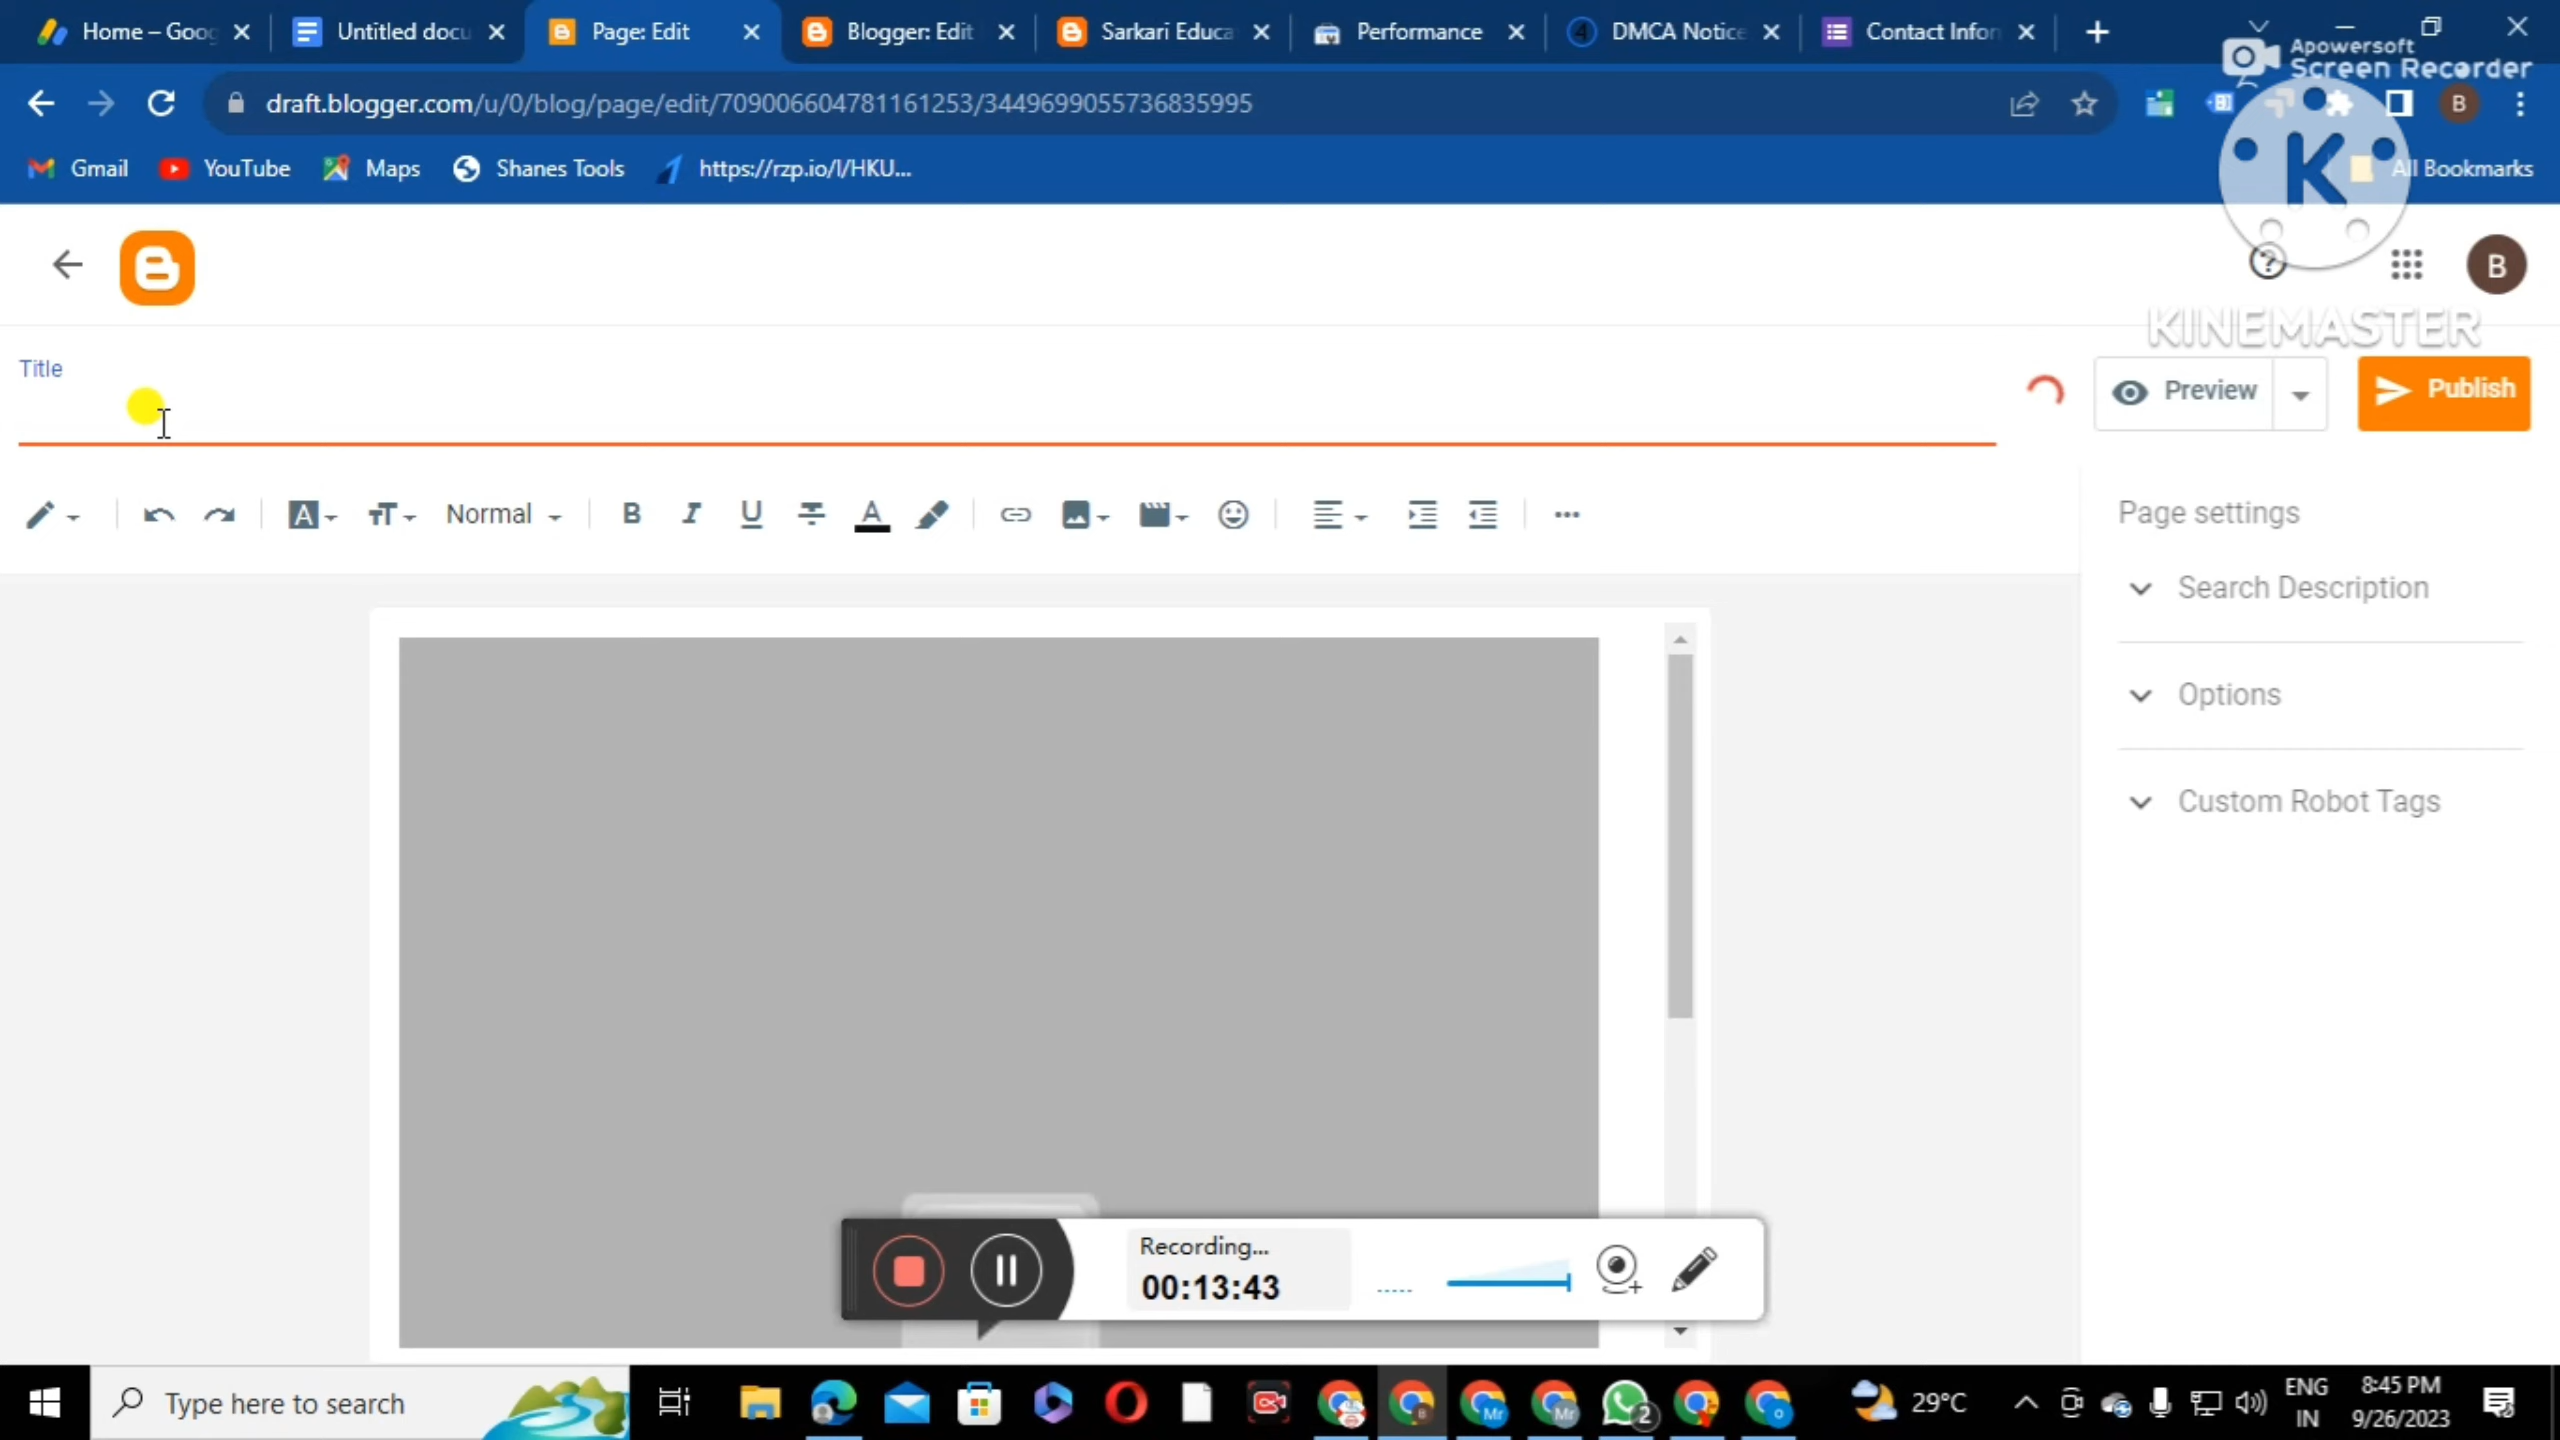 Home – Goog
Untitled docu
Page: Edit
Blogger: Edit
Sarkari Educa
Performance
DMCA Notice
Contact Infor
Apowersoft
Screen Recorder
draft.blogger.com/u/0/blog/page/edit/709006604781161253/3449699055736835995
B
Gmail
YouTube
Maps
Shanes Tools
https://rzp.io/l/HKU...
All Bookmarks
K
B
KINEMASTER
Title
Preview
Publish
Normal
B
I
U
A
Page settings
Search Description
Options
Custom Robot Tags
Recording...
00:13:43
Type here to search
2
29°C
ENG
IN
8:45 PM
9/26/2023